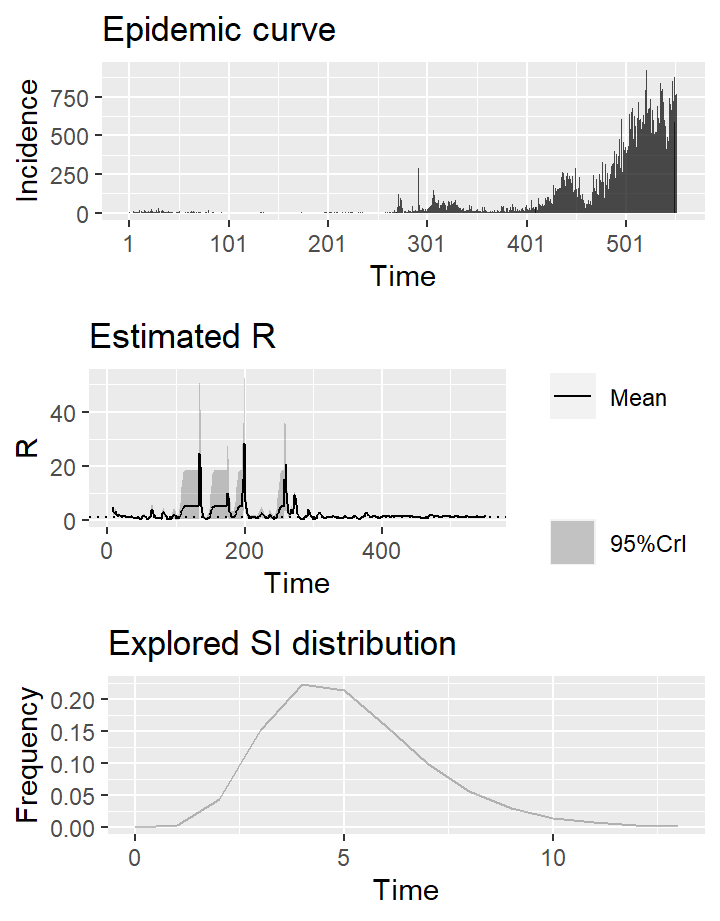 Epidemic curve
Incidence
750
500
250
0
1 101 201 301 401 501
Time
Estimated R
R
40
20
0
0 200 400
Time
Mean
95%CrI
Explored SI distribution
Frequency
0.20
0.15
0.10
0.05
0.00
0 5 10
Time